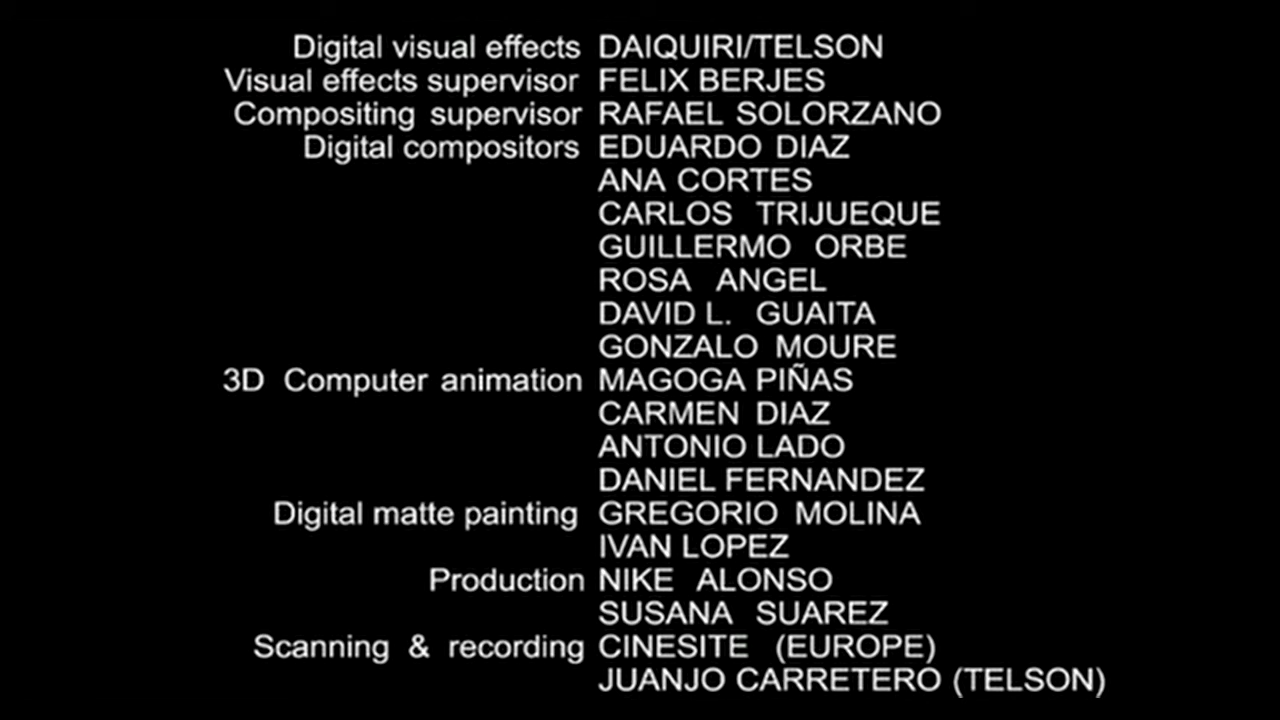 Digital visual effects DAIQUIRI/TELSON
Visual effects supervisor FELIX BERJES
Compositing supervisor RAFAEL SOLORZANO
Digital compositors EDUARDO DIAZ
ANA CORTES
CARLOS TRIJUEQUE
GUILLERMO ORBE
ROSA ANGEL
DAVID L. GUAITA
GONZALO MOURE
3D Computer animation MAGOGA PIÑAS
CARMEN DIAZ
ANTONIO LADO
DANIEL FERNANDEZ
Digital matte painting GREGORIO MOLINA
IVAN LOPEZ
Production NIKE ALONSO
SUSANA SUAREZ
Scanning & recording CINESITE (EUROPE)
JUANJO CARRETERO (TELSON)